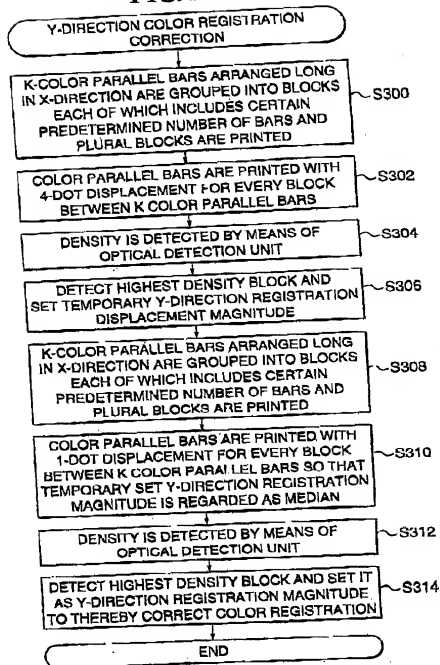 Y-DIRECTION COLOR REGISTRATION
CORRECTION
K-COLOR PARALLEL BARS ARRANGED LONG
IN X-DIRECTION ARE GROUPED INTO BLOCKS
EACH OF WHICH INCLUDES CERTAIN
PREDETERMINED NUMBER OF BARS AND
PLURAL BLOCKS ARE PRINTED
S300
COLOR PARALLEL BARS ARE PRINTED WITH
4-DOT DISPLACEMENT FOR EVERY BLOCK
BETWEEN K COLOR PARALLEL BARS
S302
DENSITY IS DETECTED BY MEANS OF
OPTICAL DETECTION UNIT
S304
DETECT HIGHEST DENSITY BLOCK AND
SET TEMPORARY Y-DIRECTION REGISTRATION
DISPLACEMENT MAGNITUDE
S306
K-COLOR PARALLEL BARS ARRANGED LONG
IN X-DIRECTION ARE GROUPED INTO BLOCKS
EACH OF WHICH INCLUDES CERTAIN
PREDETERMINED NUMBER OF BARS AND
PLURAL BLOCKS ARE PRINTED
S308
COLOR PARALLEL BARS ARE PRINTED WITH
1-DOT DISPLACEMENT FOR EVERY BLOCK
BETWEEN K COLOR PARALLEL BARS SO THAT
TEMPORARY SET Y-DIRECTION REGISTRATION
MAGNITUDE IS REGARDED AS MEDIAN
S310
DENSITY IS DETECTED BY MEANS OF
OPTICAL DETECTION UNIT
S312
DETECT HIGHEST DENSITY BLOCK AND SET IT
AS Y-DIRECTION REGISTRATION MAGNITUDE
TO THEREBY CORRECT COLOR REGISTRATION
S314
END